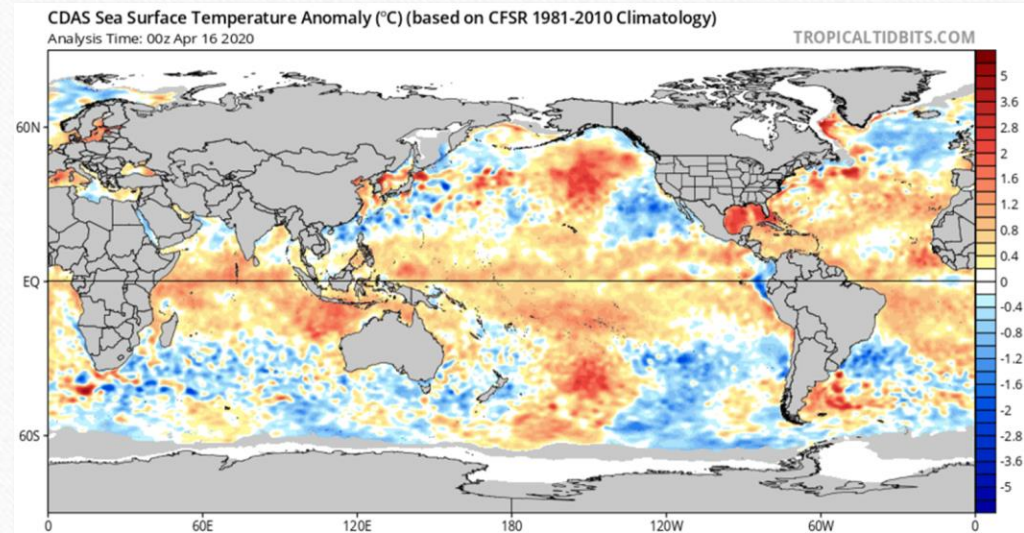 CDAS Sea Surface Temperature Anomaly (°C) (based on CFSR 1981-2010 Climatology)
Analysis Time: 00z Apr 16 2020
TROPICALTIDBITS.COM
60N
EQ
60S
0
60E
120E
180
120W
60W
0
5
3.6
2.8
2
1.6
1.2
0.8
0.4
0
-0.4
-0.8
-1.2
-1.6
-2
-2.8
-3.6
-5